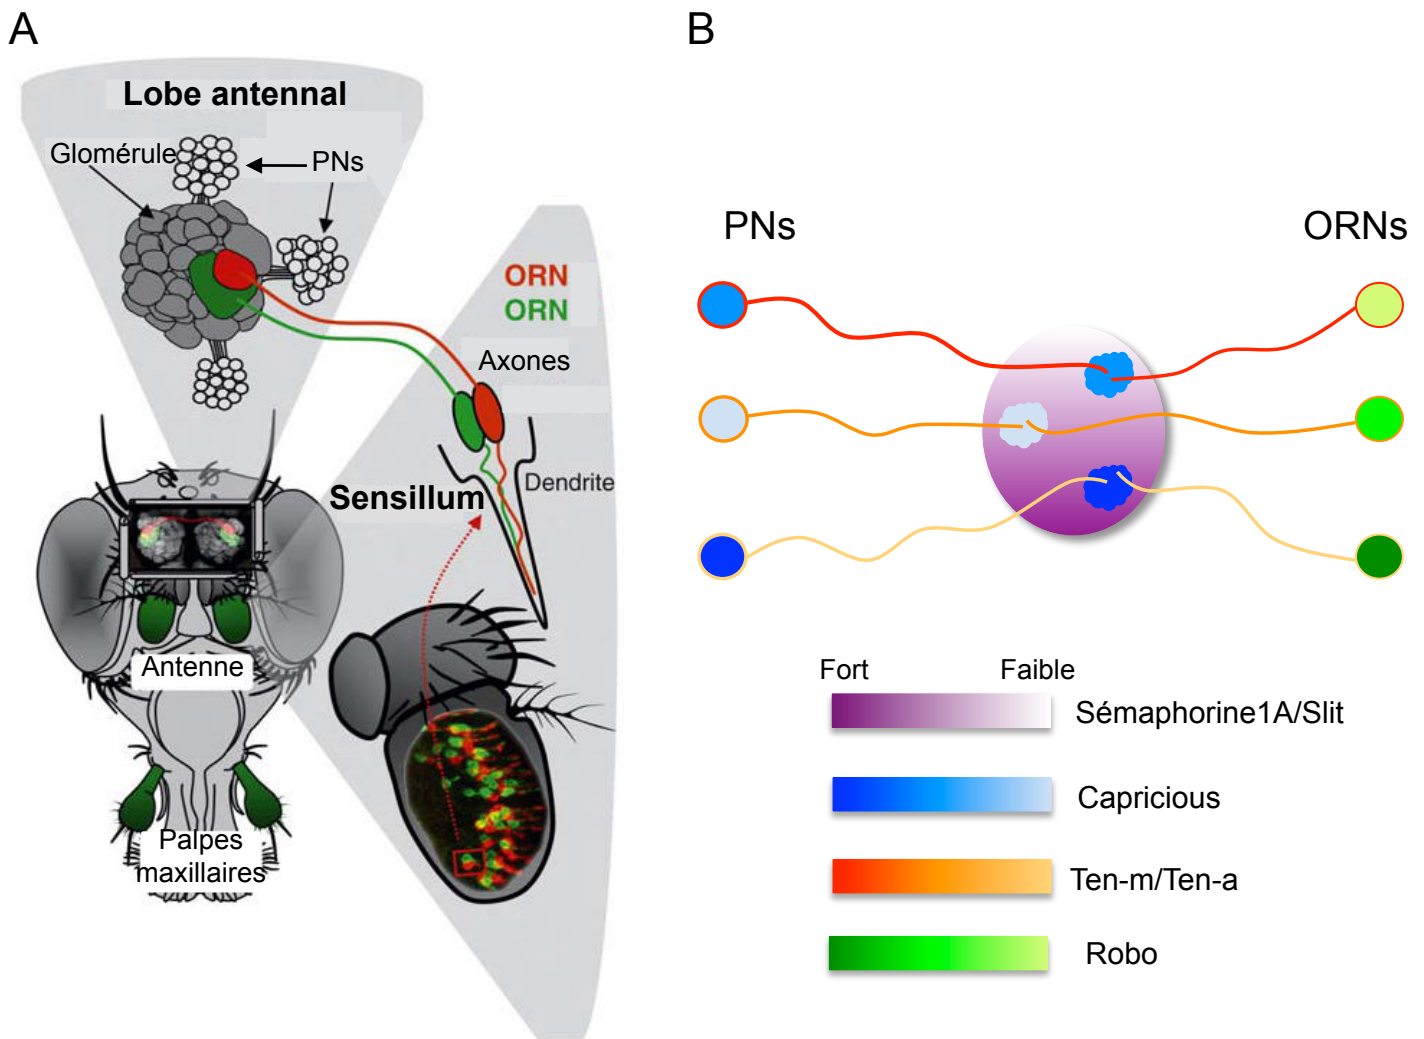 A
Lobe antennal
Glomérule
PNs
ORN
ORN
Axones
Dendrite
Sensillum
Antenne
Palpes
maxillaires
B
PNs
ORNs
Fort
Faible
Sémaphorine1A/Slit
Capricious
Ten-m/Ten-a
Robo